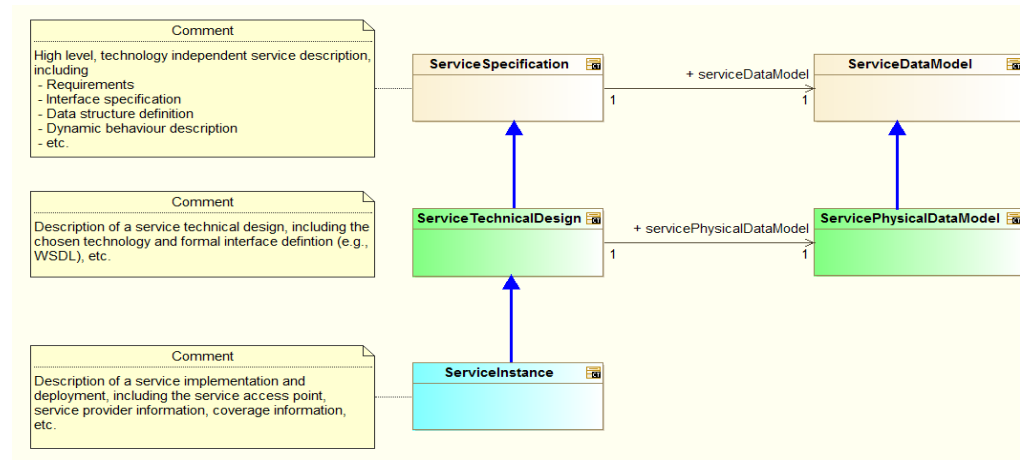 Comment
High level, technology independent service description,
including
- Requirements
- Interface specification
- Data structure definition
- Dynamic behaviour description
- etc.
ServiceSpecification
+ serviceDataModel
1
1
ServiceDataModel
Comment
Description of a service technical design, including the
chosen technology and formal interface defintion (e.g.,
WSDL), etc.
ServiceTechnicalDesign
+ servicePhysicalDataModel
1
1
ServicePhysicalDataModel
Comment
Description of a service implementation and
deployment, including the service access point,
service provider information, coverage information,
etc.
ServiceInstance